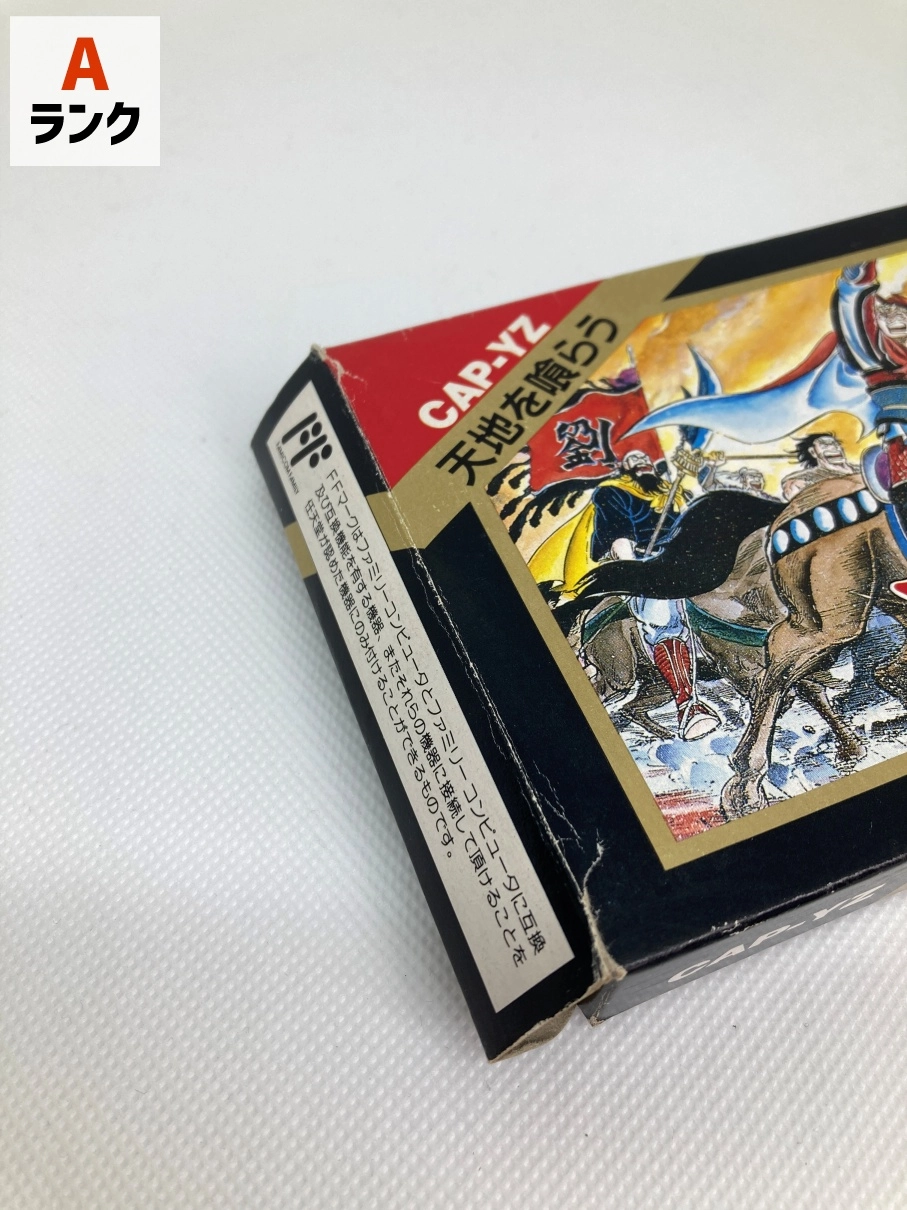 A
ランク
CAP-YZ
天地を喰らう
FAMICOM FAMILY
FFマークはファミリーコンピュータとファミリーコンピュータに互換
及び互換機能を有する機器、またそれらの機器に接続して頂けることを
任天堂が認めた機器にのみ付けることができるものです。
CAP-YZ